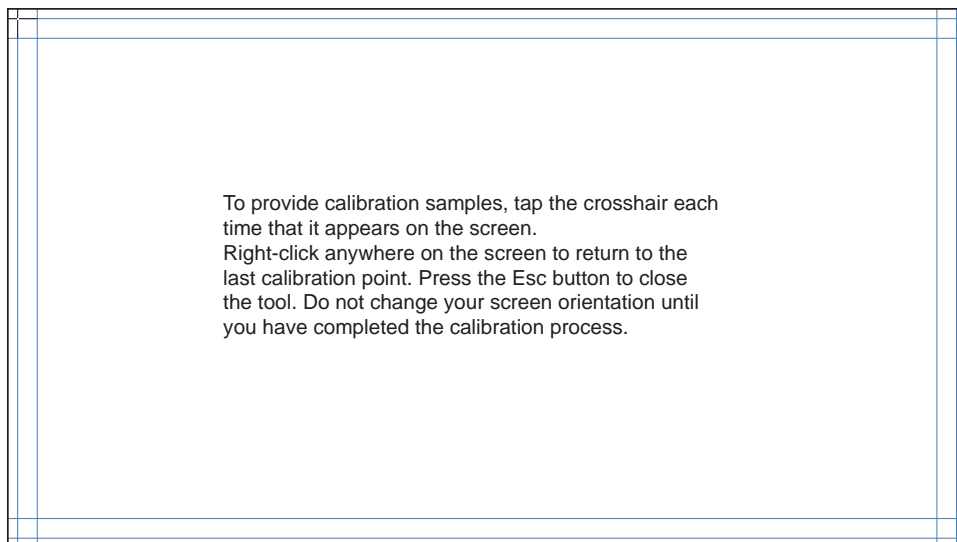 To provide calibration samples, tap the crosshair each
time that it appears on the screen.
Right-click anywhere on the screen to return to the
last calibration point. Press the Esc button to close
the tool. Do not change your screen orientation until
you have completed the calibration process.